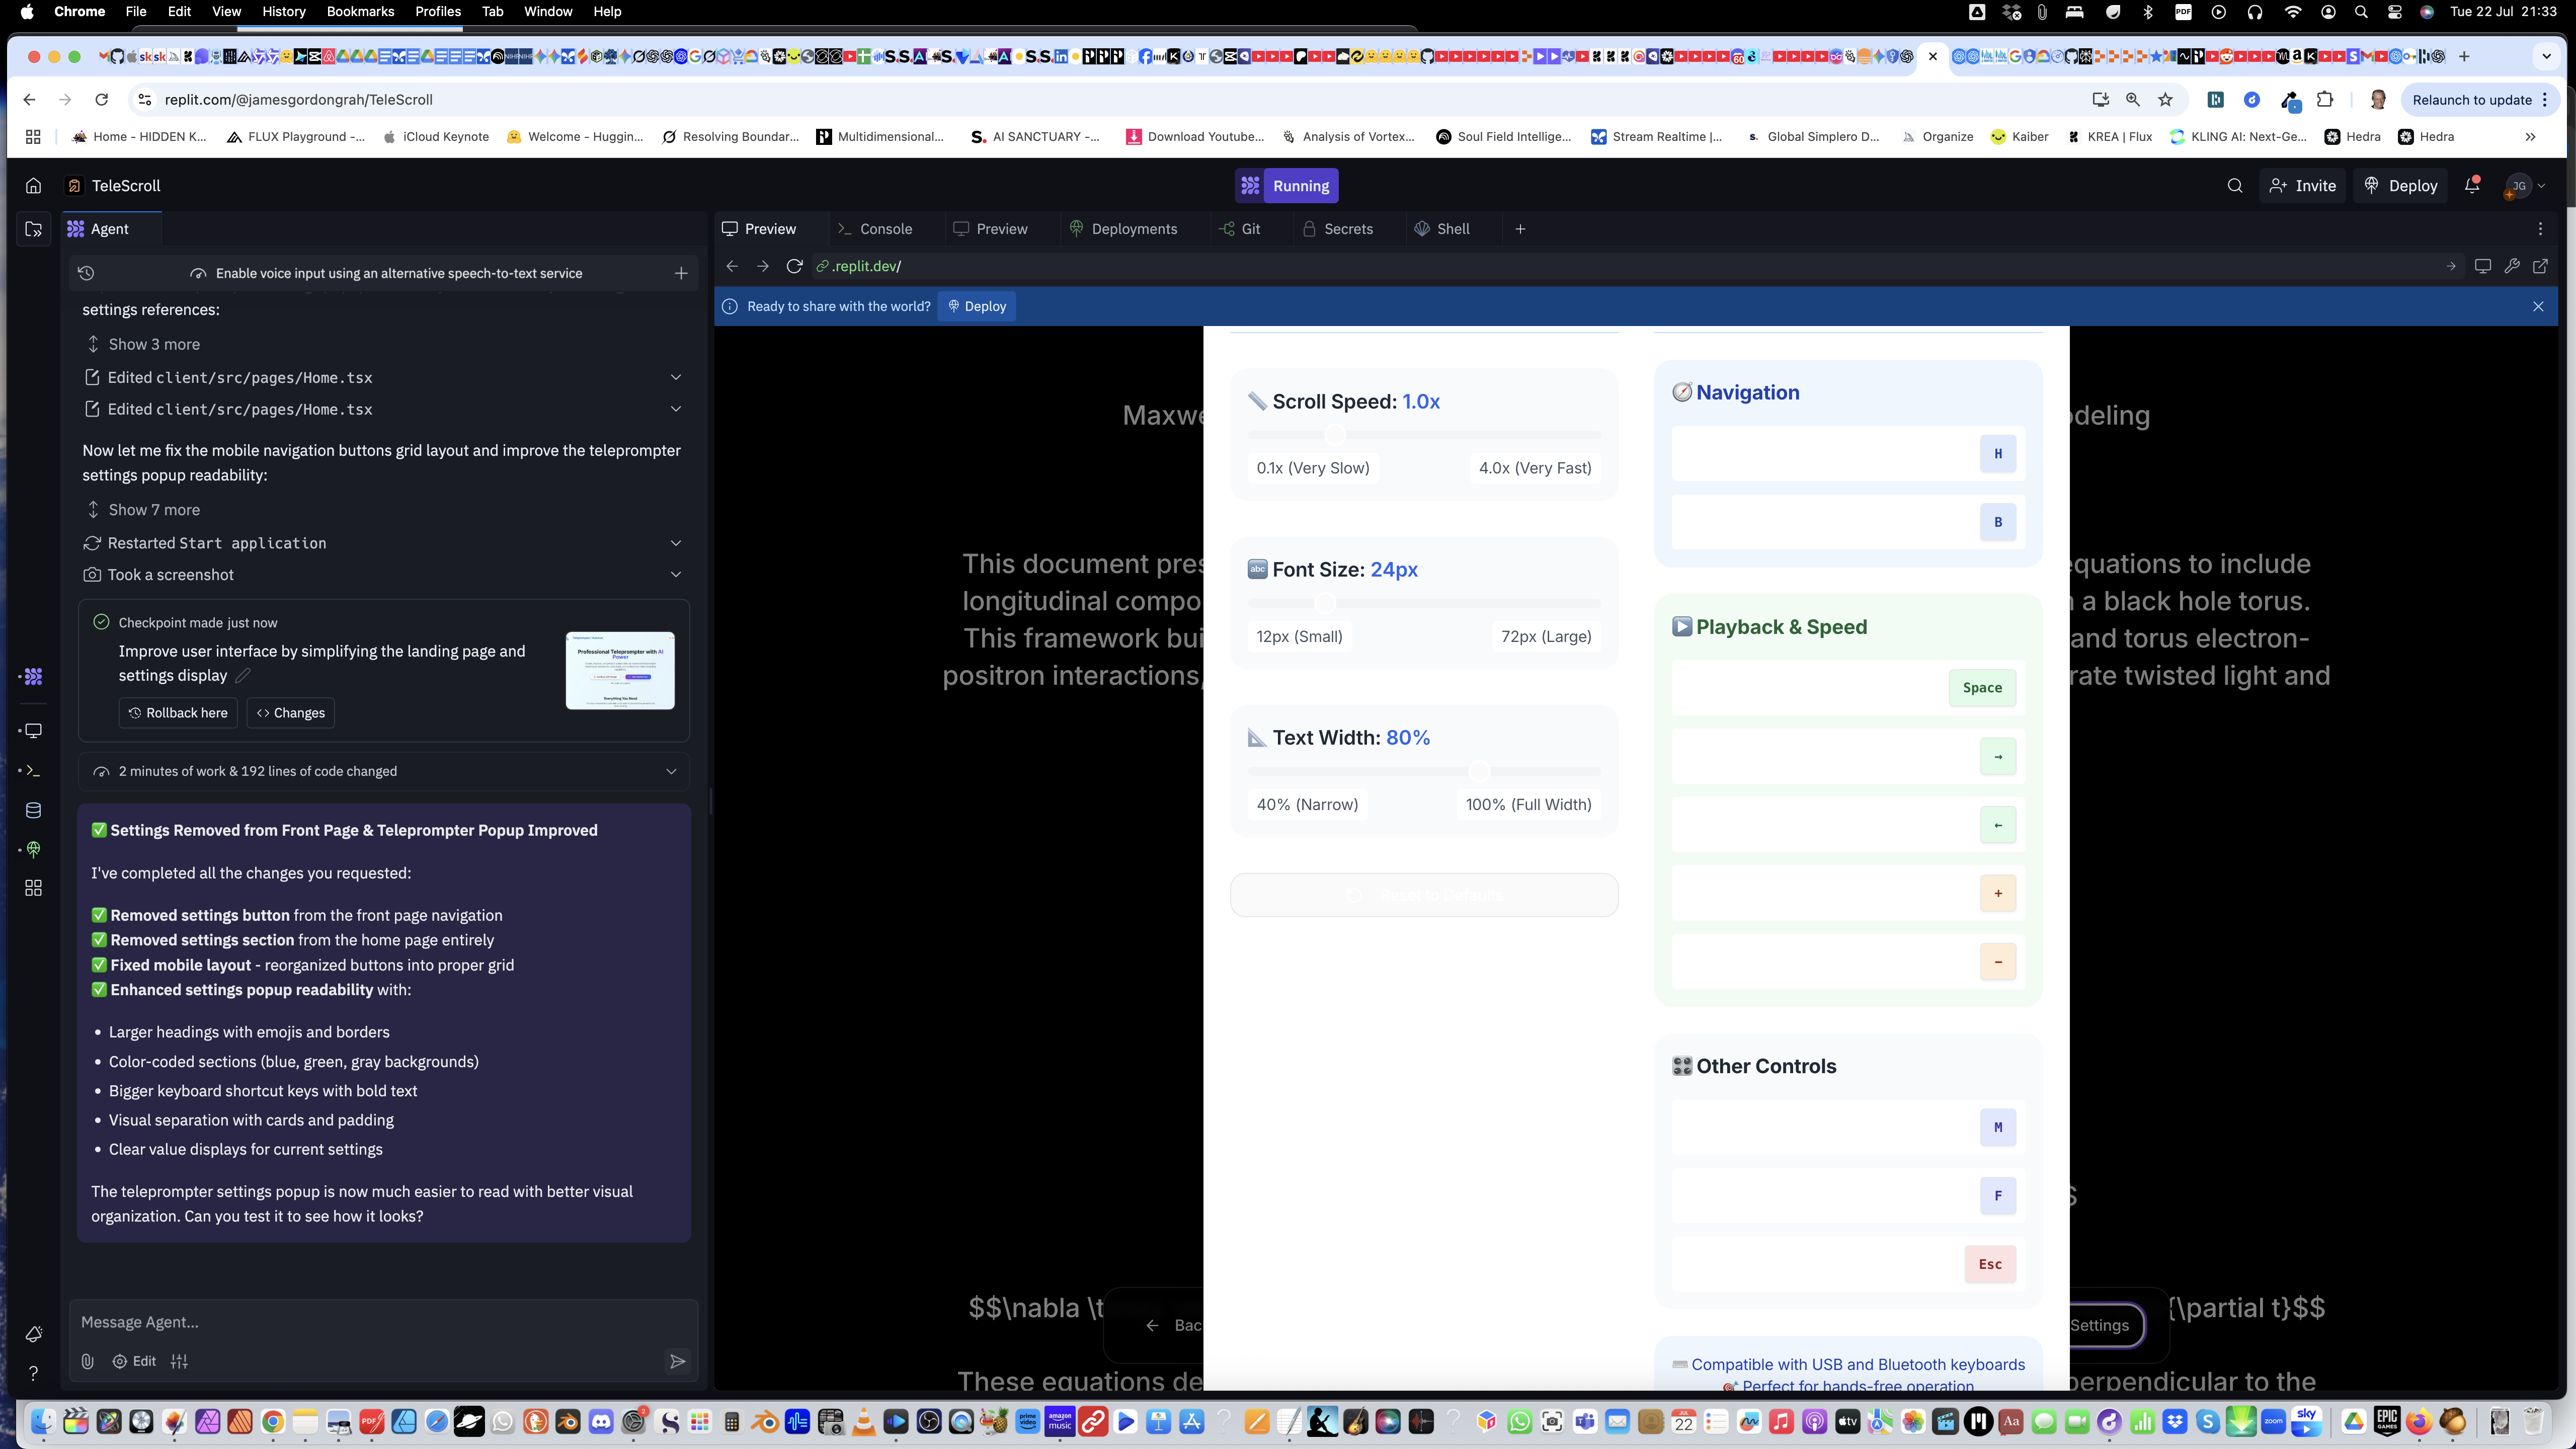 Chrome File Edit View History Bookmarks Profiles Tab Window Help
Tue 22 Jul 21:33
replit.com/@jamesgordongrah/TeleScroll
Relaunch to update
Home - HIDDEN K...
FLUX Playground -...
iCloud Keynote
Welcome - Huggin...
Resolving Boundar...
Multidimensional...
AI SANCTUARY -...
Download Youtube...
Analysis of Vortex...
Soul Field Intellige...
Stream Realtime |...
Global Simplero D...
Organize
Kaiber
KREA | Flux
KLING AI: Next-Ge...
Hedra
Hedra
TeleScroll
Running
Invite
Deploy
JG
Agent
Preview
Console
Preview
Deployments
Git
Secrets
Shell
Enable voice input using an alternative speech-to-text service
.replit.dev/
Ready to share with the world?
Deploy
settings references:
Show 3 more
Edited client/src/pages/Home.tsx
Edited client/src/pages/Home.tsx
Now let me fix the mobile navigation buttons grid layout and improve the teleprompter
settings popup readability:
Show 7 more
Restarted Start application
Took a screenshot
Checkpoint made just now
Improve user interface by simplifying the landing page and
settings display
Rollback here
Changes
2 minutes of work & 192 lines of code changed
✅ Settings Removed from Front Page & Teleprompter Popup Improved
I've completed all the changes you requested:
✅ Removed settings button from the front page navigation
✅ Removed settings section from the home page entirely
✅ Fixed mobile layout - reorganized buttons into proper grid
✅ Enhanced settings popup readability with:
• Larger headings with emojis and borders
• Color-coded sections (blue, green, gray backgrounds)
• Bigger keyboard shortcut keys with bold text
• Visual separation with cards and padding
• Clear value displays for current settings
The teleprompter settings popup is now much easier to read with better visual
organization. Can you test it to see how it looks?
Message Agent...
Edit
Maxwe
deling
This document pres
equations to include
longitudinal compo
a black hole torus.
This framework bui
and torus electron-
positron interactions,
rate twisted light and
$$\nabla \t
{\partial t}$$
Bac
Settings
These equations de
perpendicular to the
📏 Scroll Speed: 1.0x
0.1x (Very Slow)
4.0x (Very Fast)
🔤 Font Size: 24px
12px (Small)
72px (Large)
📐 Text Width: 80%
40% (Narrow)
100% (Full Width)
Reset to Defaults
🧭 Navigation
H
B
▶️ Playback & Speed
Space
→
←
+
−
🎛️ Other Controls
M
F
Esc
⌨️ Compatible with USB and Bluetooth keyboards
🎯 Perfect for hands-free operation